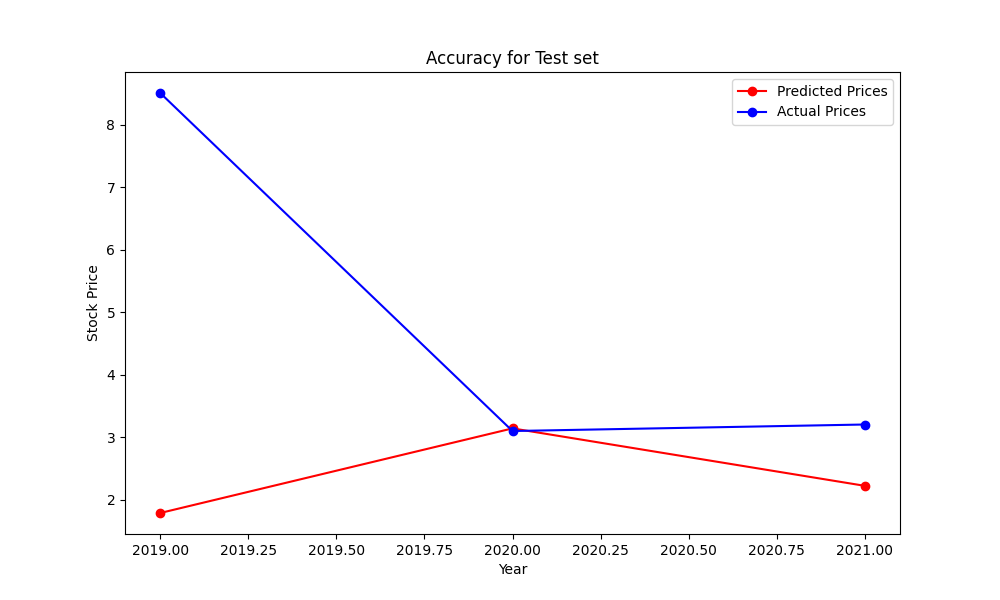 Accuracy for Test set
Predicted Prices
Actual Prices
Stock Price
8
7
6
5
4
3
2
2019.00 2019.25 2019.50 2019.75 2020.00 2020.25 2020.50 2020.75 2021.00
Year